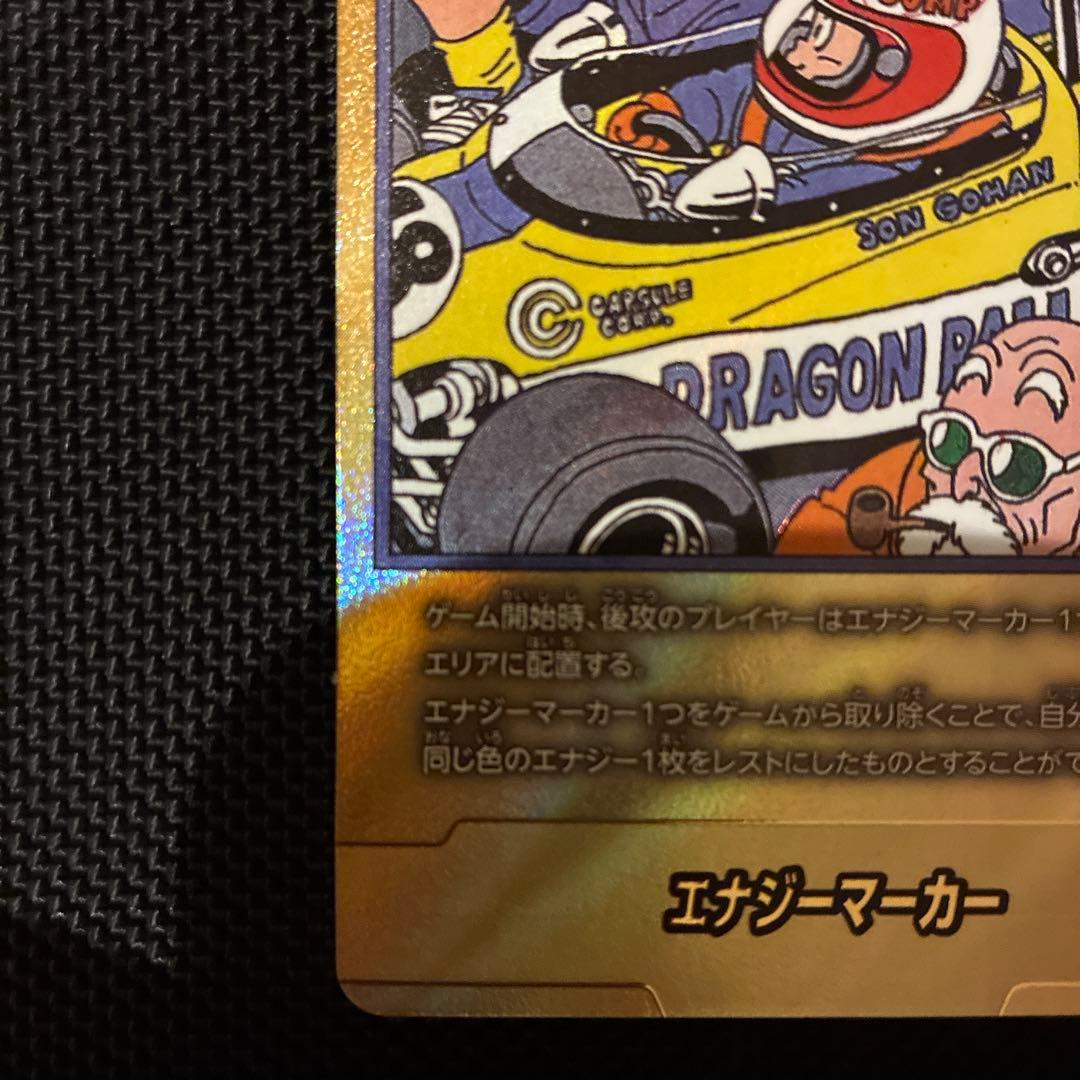 JUMP
SON GOHAN
8
CAPSULE
CORP.
DRAGON BALL
ゲーム開始時、後攻のプレイヤーはエナジーマーカー1つ
エリアに配置する。
エナジーマーカー1つをゲームから取り除くことで、自分
同じ色のエナジー1枚をレストにしたものとすることがで
エナジーマーカー